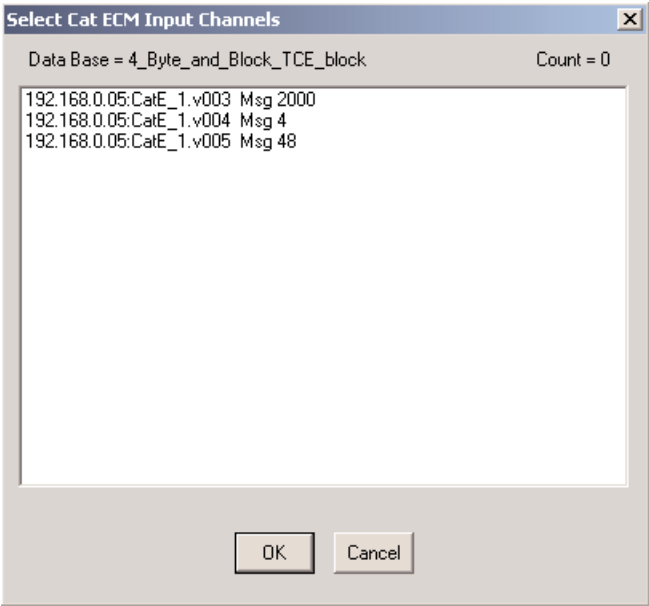 Select Cat ECM Input Channels
Data Base = 4_Byte_and_Block_TCE_block Count = 0
192.168.0.05:CatE_1.v003 Msg 2000
192.168.0.05:CatE_1.v004 Msg 4
192.168.0.05:CatE_1.v005 Msg 48
OK Cancel